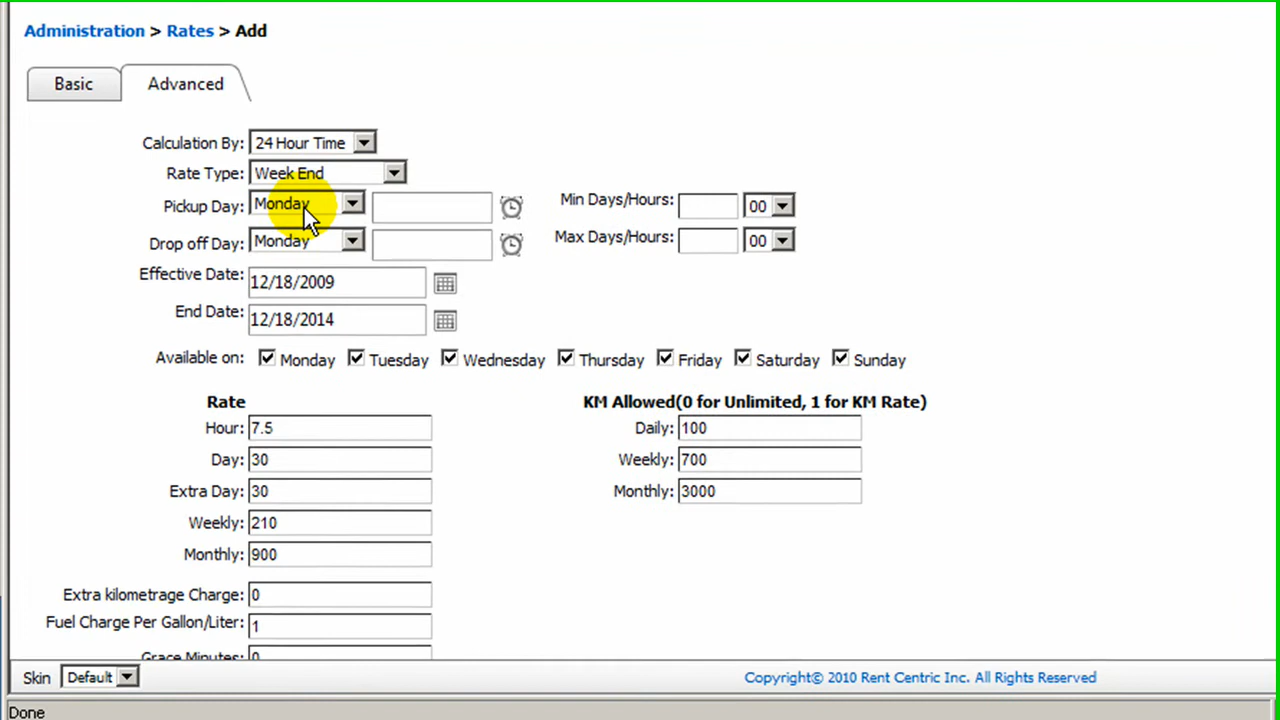 Administration > Rates > Add
Basic
Advanced
Calculation By: 24 Hour Time
Rate Type: Week End
Pickup Day: Monday
Min Days/Hours: 00
Drop off Day: Monday
Max Days/Hours: 00
Effective Date: 12/18/2009
End Date: 12/18/2014
Available on: Monday Tuesday Wednesday Thursday Friday Saturday Sunday
Rate
KM Allowed(0 for Unlimited, 1 for KM Rate)
Hour: 7.5
Daily: 100
Day: 30
Weekly: 700
Extra Day: 30
Monthly: 3000
Weekly: 210
Monthly: 900
Extra kilometrage Charge: 0
Fuel Charge Per Gallon/Liter: 1
Grace Minutes: 0
Skin Default
Copyright© 2010 Rent Centric Inc. All Rights Reserved
Done